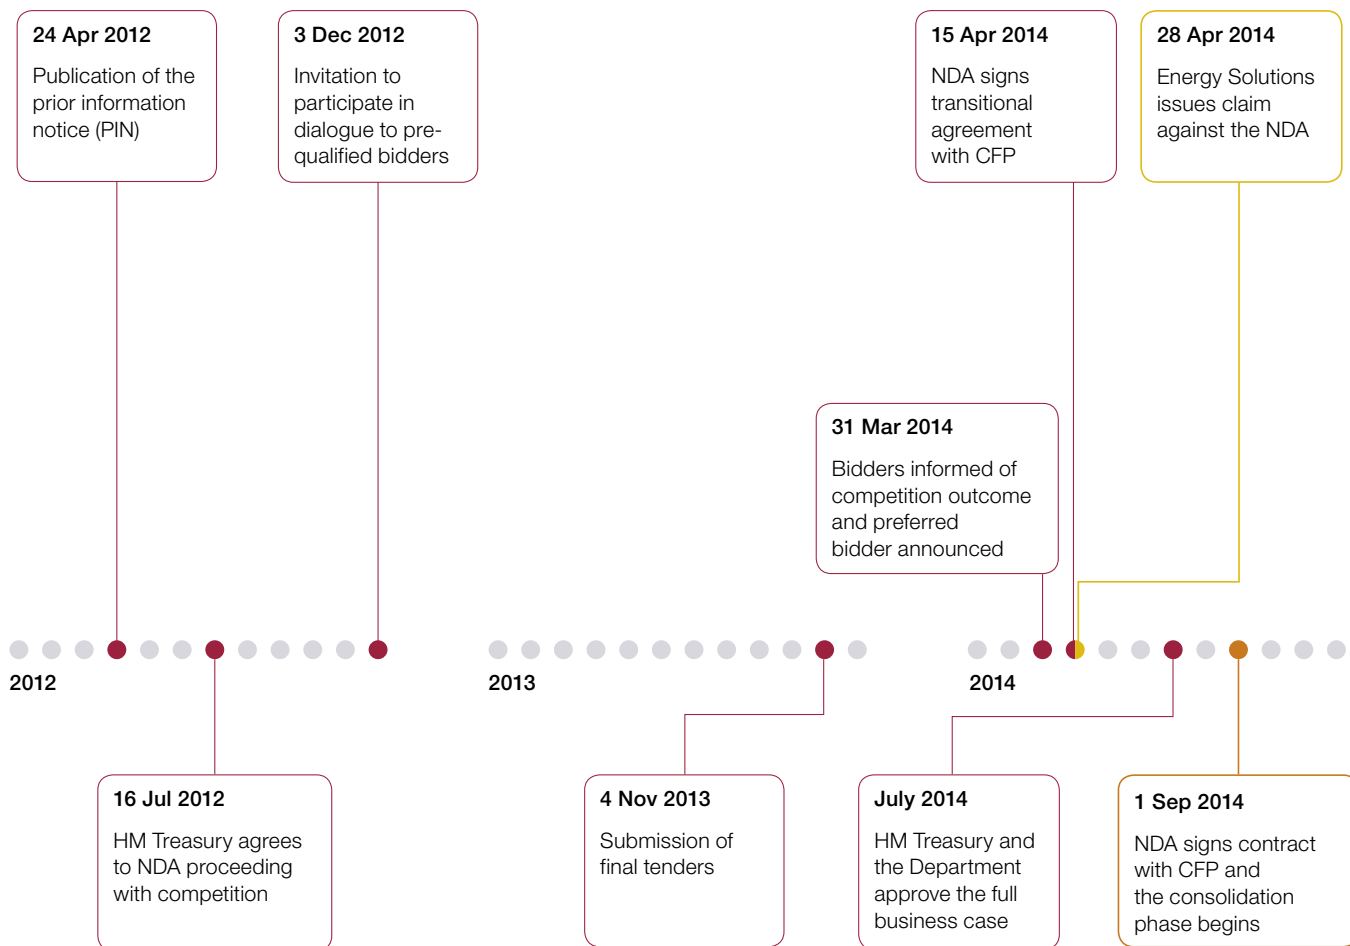 24 Apr 2012
Publication of the
prior information
notice (PIN)
3 Dec 2012
Invitation to
participate in
dialogue to pre-
qualified bidders
15 Apr 2014
NDA signs
transitional
agreement
with CFP
28 Apr 2014
Energy Solutions
issues claim
against the NDA
31 Mar 2014
Bidders informed of
competition outcome
and preferred
bidder announced
2012
2013
2014
16 Jul 2012
HM Treasury agrees
to NDA proceeding
with competition
4 Nov 2013
Submission of
final tenders
July 2014
HM Treasury and
the Department
approve the full
business case
1 Sep 2014
NDA signs contract
with CFP and
the consolidation
phase begins